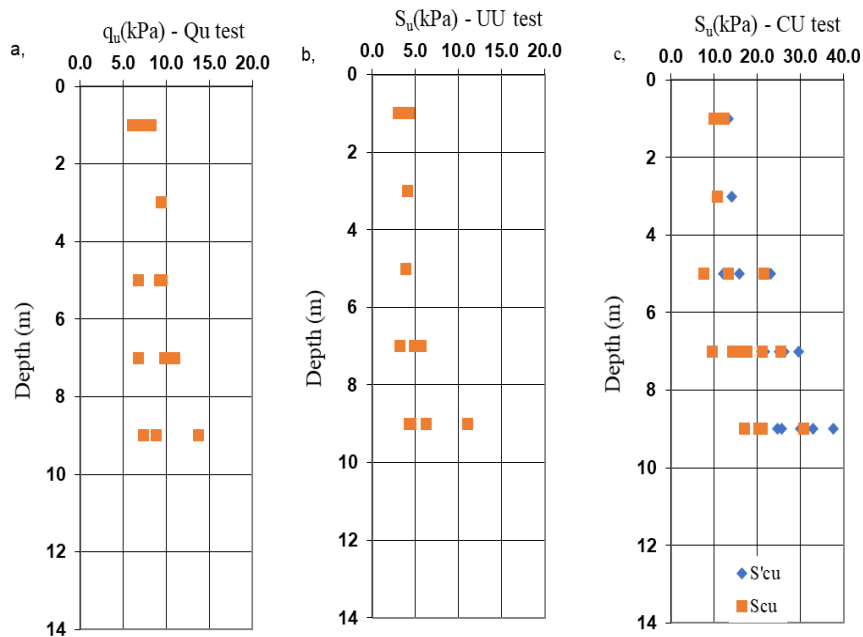 a,
qu(kPa) - Qu test
0.0 5.0 10.0 15.0 20.0
0
2
4
6
8
10
12
14
Depth (m)
b,
Su(kPa) - UU test
0.0 5.0 10.0 15.0 20.0
0
2
4
6
8
10
12
14
Depth (m)
c,
Su(kPa) - CU test
0.0 10.0 20.0 30.0 40.0
0
2
4
6
8
10
12
14
Depth (m)
S'cu
Scu